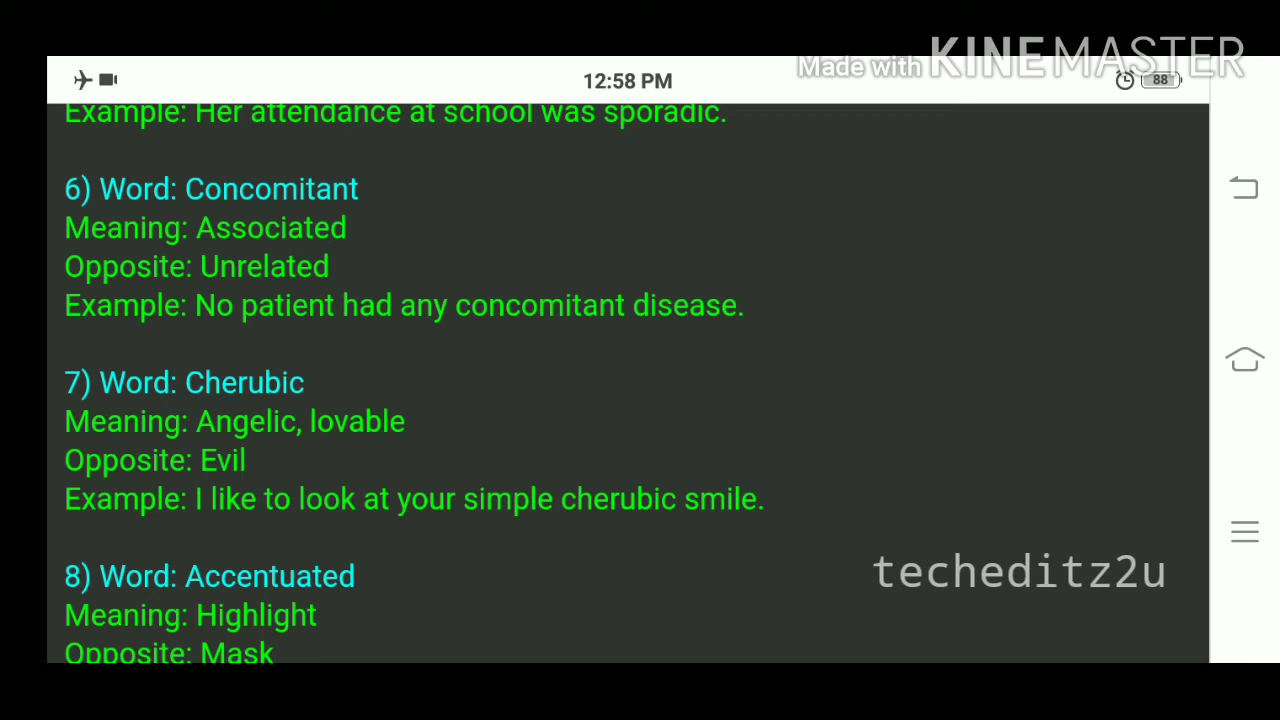 Made with KINEMASTER
12:58 PM
88
Example: Her attendance at school was sporadic.
6) Word: Concomitant
Meaning: Associated
Opposite: Unrelated
Example: No patient had any concomitant disease.
7) Word: Cherubic
Meaning: Angelic, lovable
Opposite: Evil
Example: I like to look at your simple cherubic smile.
8) Word: Accentuated
Meaning: Highlight
Opposite: Mask
techeditz2u